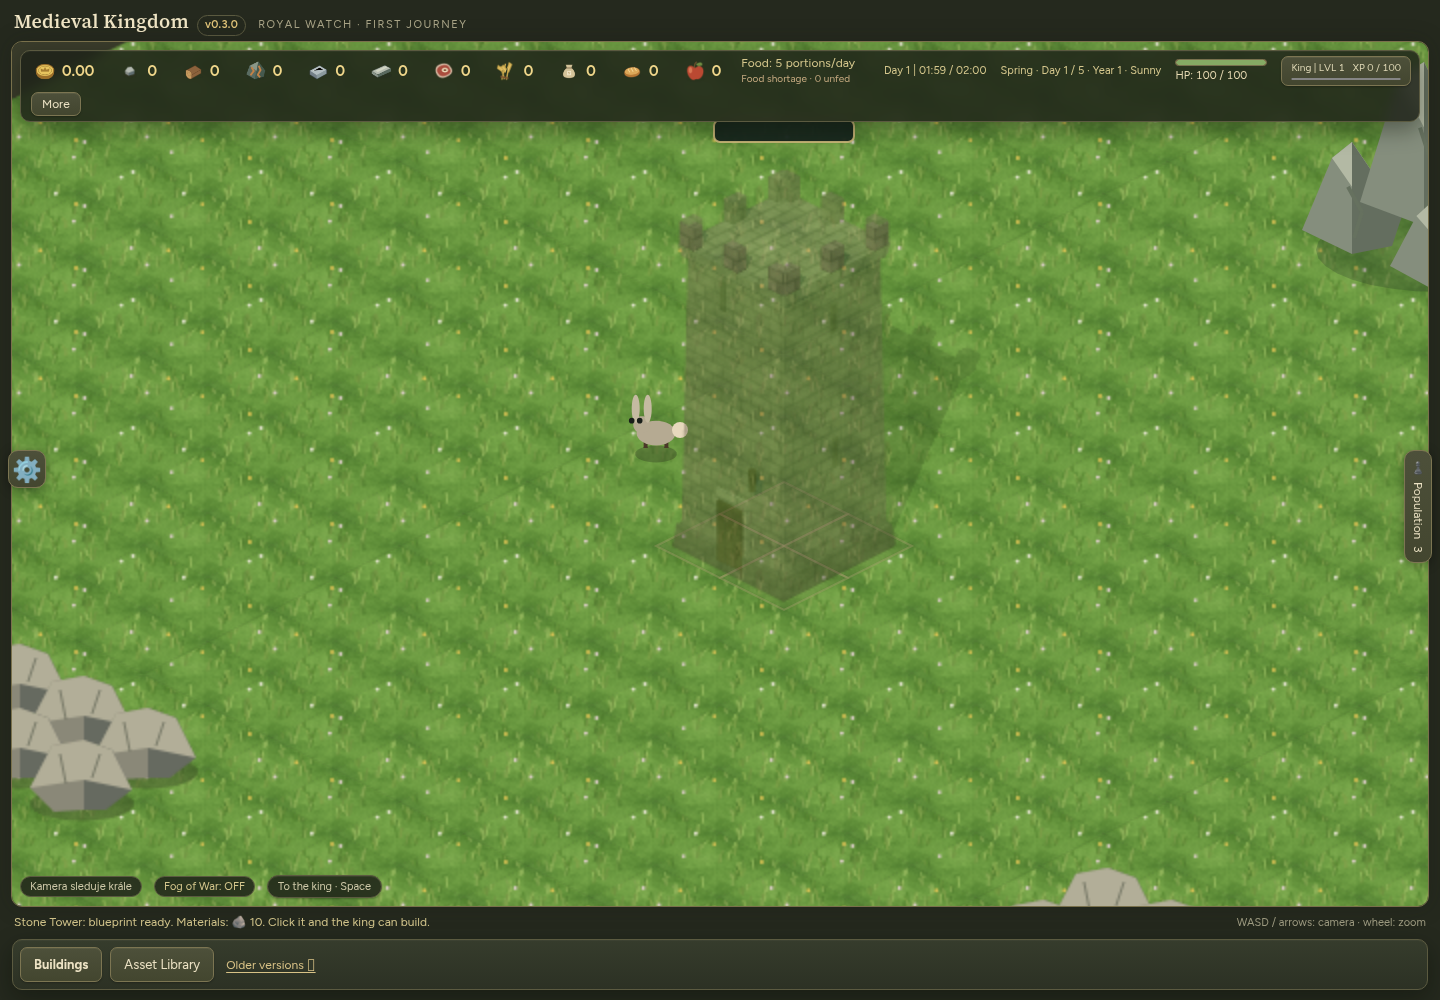 Medieval Kingdom v0.3.0 ROYAL WATCH · FIRST JOURNEY
0.00 0 0 0 0 0 0 0 0 0 0
Food: 5 portions/day
Food shortage · 0 unfed
Day 1 | 01:59 / 02:00
Spring · Day 1 / 5 · Year 1 · Sunny
HP: 100 / 100
King | LVL 1 XP 0 / 100
More
Population 3
Kamera sleduje krále
Fog of War: OFF
To the king · Space
Stone Tower: blueprint ready. Materials: 10. Click it and the king can build.
WASD / arrows: camera · wheel: zoom
Buildings
Asset Library
Older versions